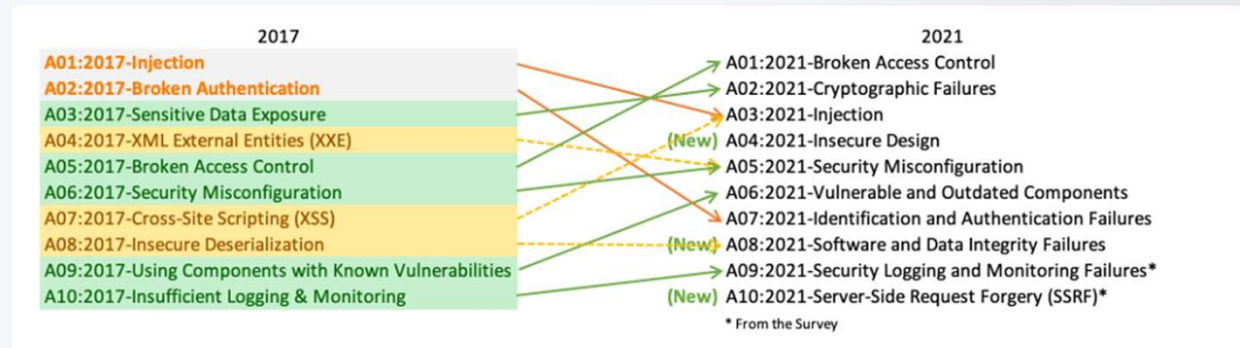 2017
A01:2017-Injection
A02:2017-Broken Authentication
A03:2017-Sensitive Data Exposure
A04:2017-XML External Entities (XXE)
A05:2017-Broken Access Control
A06:2017-Security Misconfiguration
A07:2017-Cross-Site Scripting (XSS)
A08:2017-Insecure Deserialization
A09:2017-Using Components with Known Vulnerabilities
A10:2017-Insufficient Logging & Monitoring
2021
A01:2021-Broken Access Control
A02:2021-Cryptographic Failures
A03:2021-Injection
(New) A04:2021-Insecure Design
A05:2021-Security Misconfiguration
A06:2021-Vulnerable and Outdated Components
A07:2021-Identification and Authentication Failures
(New) A08:2021-Software and Data Integrity Failures
A09:2021-Security Logging and Monitoring Failures*
(New) A10:2021-Server-Side Request Forgery (SSRF)*
* From the Survey